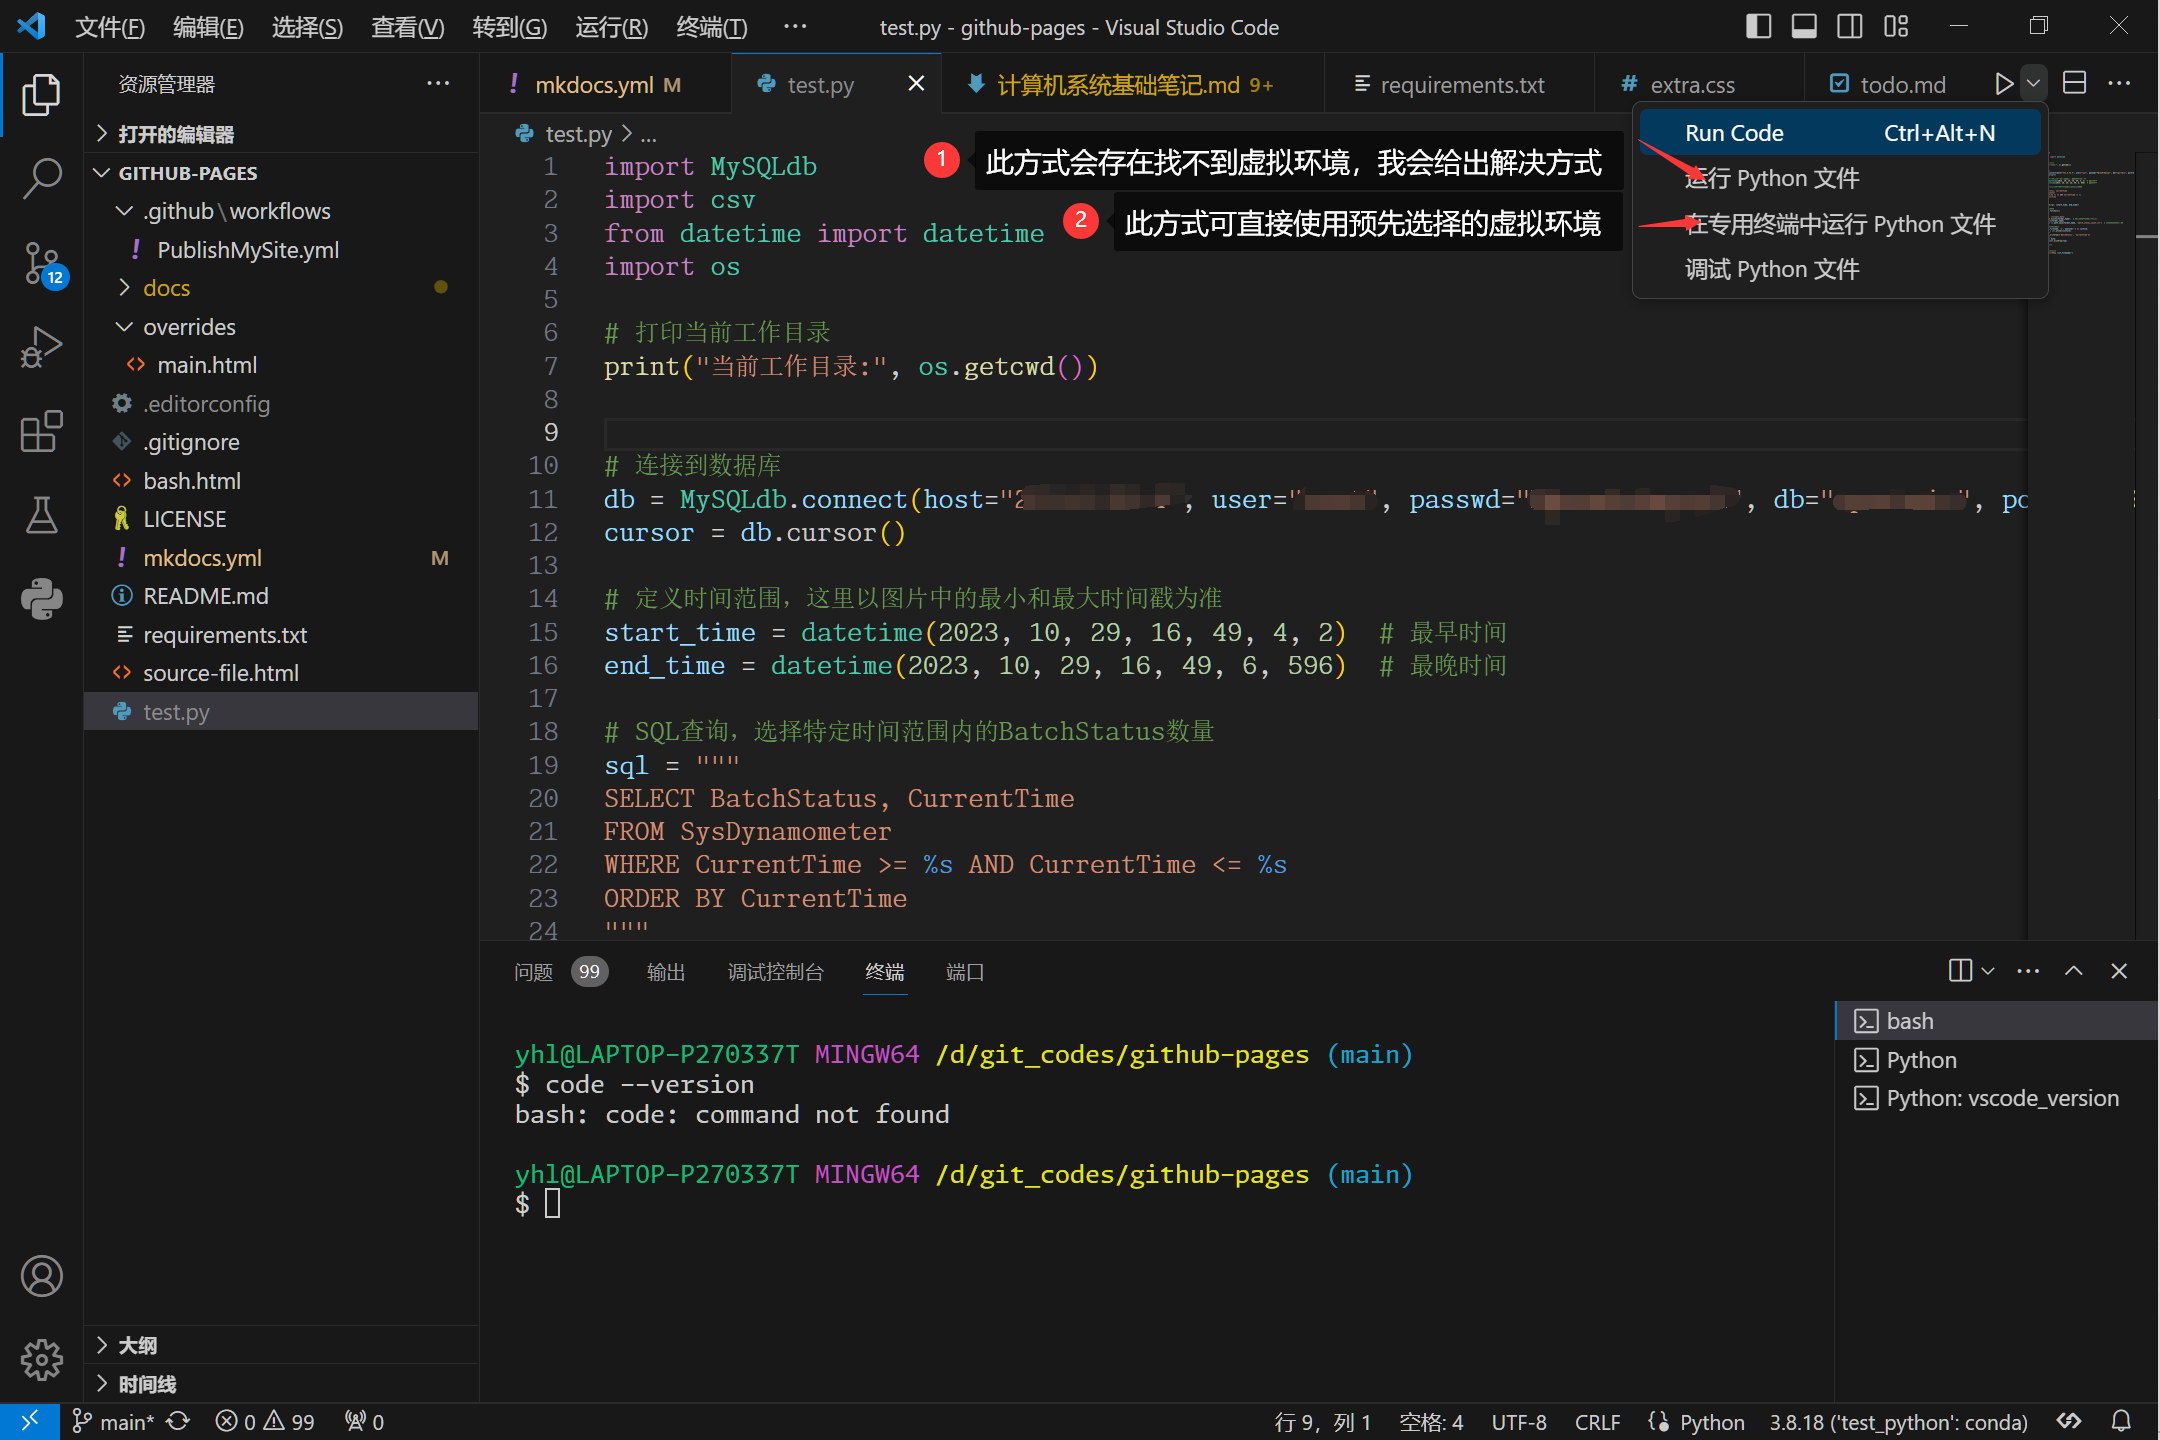 文件(F) 编辑(E) 选择(S) 查看(V) 转到(G) 运行(R) 终端(T) ···
test.py - github-pages - Visual Studio Code
资源管理器
mkdocs.yml M
test.py
计算机系统基础笔记.md 9+
requirements.txt
# extra.css
todo.md
打开的编辑器
GITHUB-PAGES
.github\workflows
PublishMySite.yml
docs
overrides
main.html
.editorconfig
.gitignore
bash.html
LICENSE
mkdocs.yml M
README.md
requirements.txt
source-file.html
test.py
大纲
时间线
12
test.py > ...
1 此方式会存在找不到虚拟环境，我会给出解决方式
2 此方式可直接使用预先选择的虚拟环境
Run Code Ctrl+Alt+N
运行 Python 文件
在专用终端中运行 Python 文件
调试 Python 文件
1 import MySQLdb
2 import csv
3 from datetime import datetime
4 import os
5
6 # 打印当前工作目录
7 print("当前工作目录:", os.getcwd())
8
9
10 # 连接到数据库
11 db = MySQLdb.connect(host="2 , user=" ", passwd=" ", db=" ", po
12 cursor = db.cursor()
13
14 # 定义时间范围，这里以图片中的最小和最大时间戳为准
15 start_time = datetime(2023, 10, 29, 16, 49, 4, 2) # 最早时间
16 end_time = datetime(2023, 10, 29, 16, 49, 6, 596) # 最晚时间
17
18 # SQL查询，选择特定时间范围内的BatchStatus数量
19 sql = """
20 SELECT BatchStatus, CurrentTime
21 FROM SysDynamometer
22 WHERE CurrentTime >= %s AND CurrentTime <= %s
23 ORDER BY CurrentTime
24 """
问题 99 输出 调试控制台 终端 端口
yhl@LAPTOP-P270337T MINGW64 /d/git_codes/github-pages (main)
$ code --version
bash: code: command not found
yhl@LAPTOP-P270337T MINGW64 /d/git_codes/github-pages (main)
$
bash
Python
Python: vscode_version
main* 0 99 0
行 9，列 1 空格: 4 UTF-8 CRLF Python 3.8.18 ('test_python': conda)